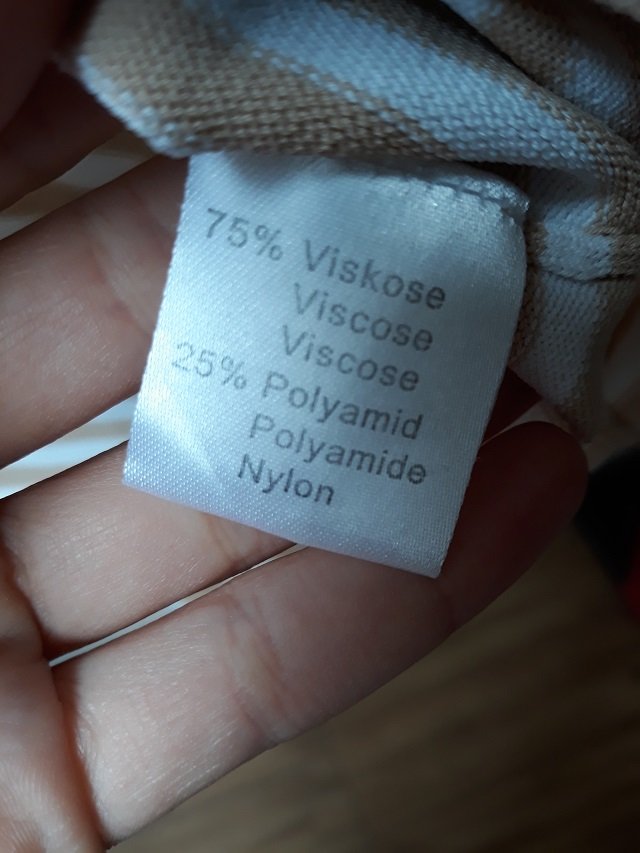 75% Viskose
Viscose
Viscose
25% Polyamid
Polyamide
Nylon